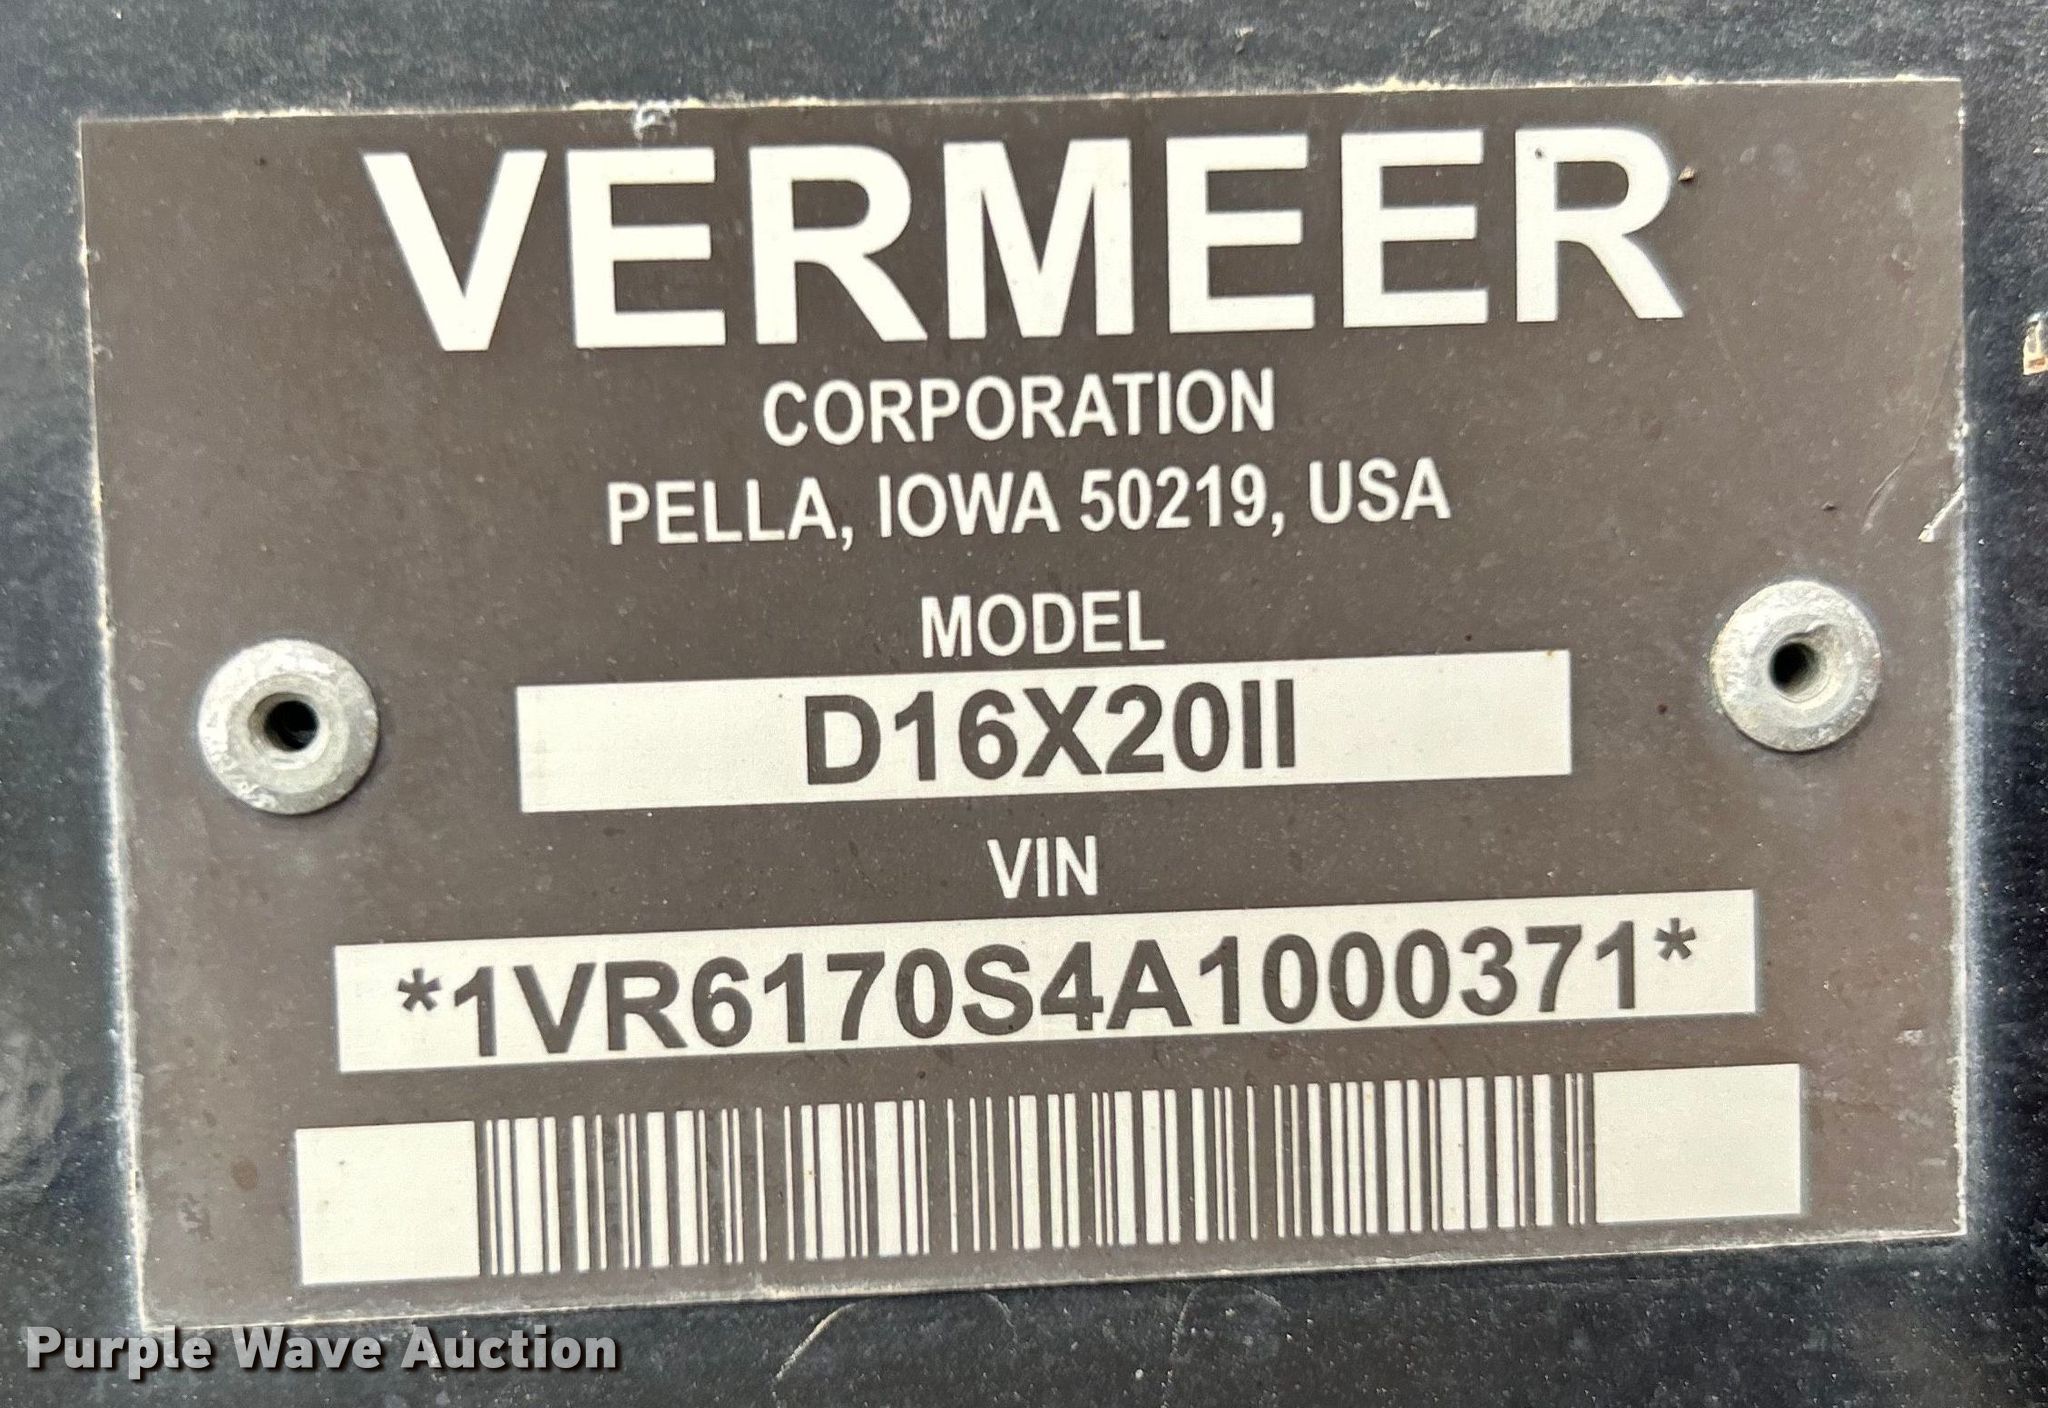 VERMEER
CORPORATION
PELLA, IOWA 50219, USA
MODEL
D16X20II
VIN
*1VR6170S4A1000371*
Purple Wave Auction